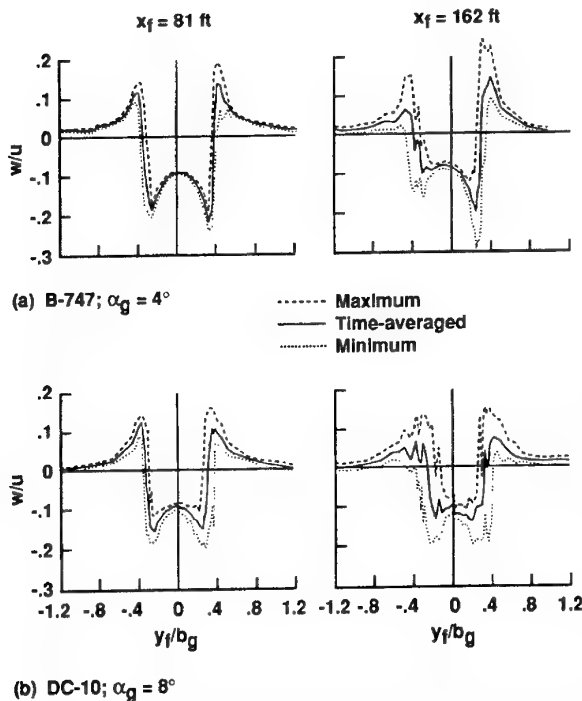 x_f = 81 ft
x_f = 162 ft
w/u
.2
.1
0
-.1
-.2
-.3
(a) B-747; α_g = 4°
Maximum
Time-averaged
Minimum
w/u
.2
.1
0
-.1
-.2
-.3
-1.2 -.8 -.4 0 .4 .8 1.2
-1.2 -.8 -.4 0 .4 .8 1.2
y_f/b_g
y_f/b_g
(b) DC-10; α_g = 8°